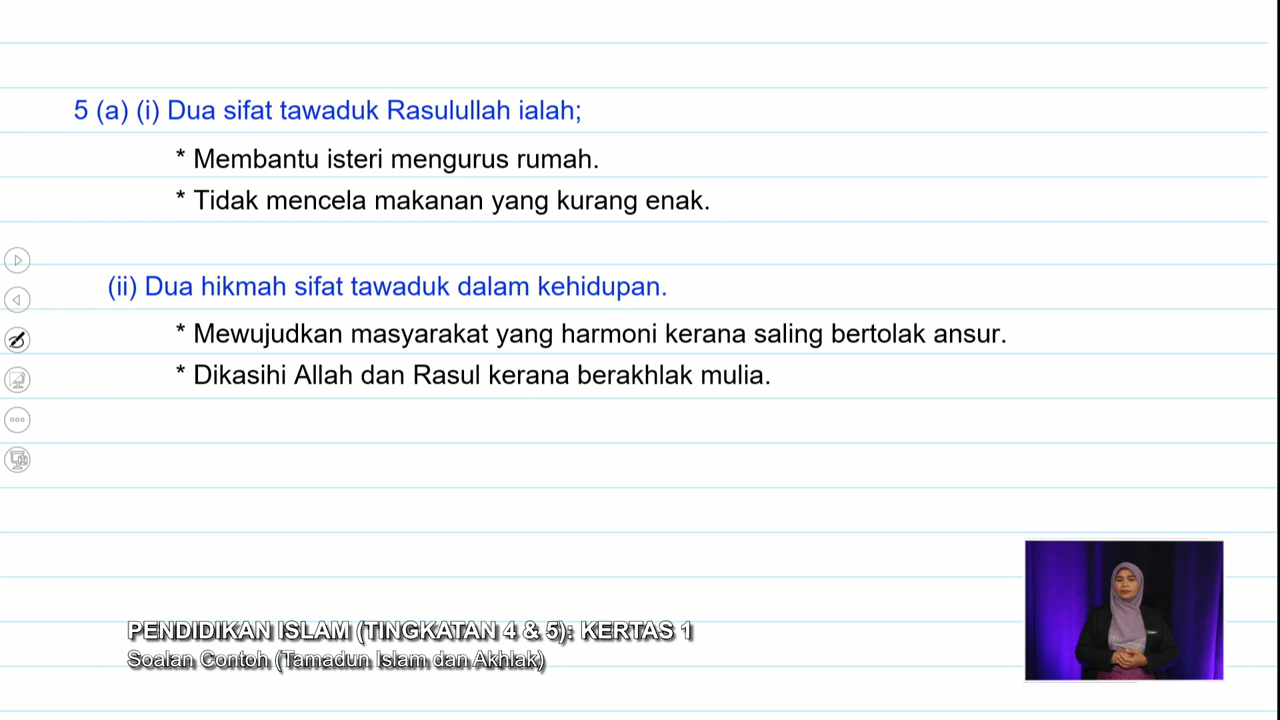 5 (a) (i) Dua sifat tawaduk Rasulullah ialah;
* Membantu isteri mengurus rumah.
* Tidak mencela makanan yang kurang enak.
(ii) Dua hikmah sifat tawaduk dalam kehidupan.
* Mewujudkan masyarakat yang harmoni kerana saling bertolak ansur.
* Dikasihi Allah dan Rasul kerana berakhlak mulia.
PENDIDIKAN ISLAM (TINGKATAN 4 & 5): KERTAS 1
Soalan Contoh (Tamadun Islam dan Akhlak)